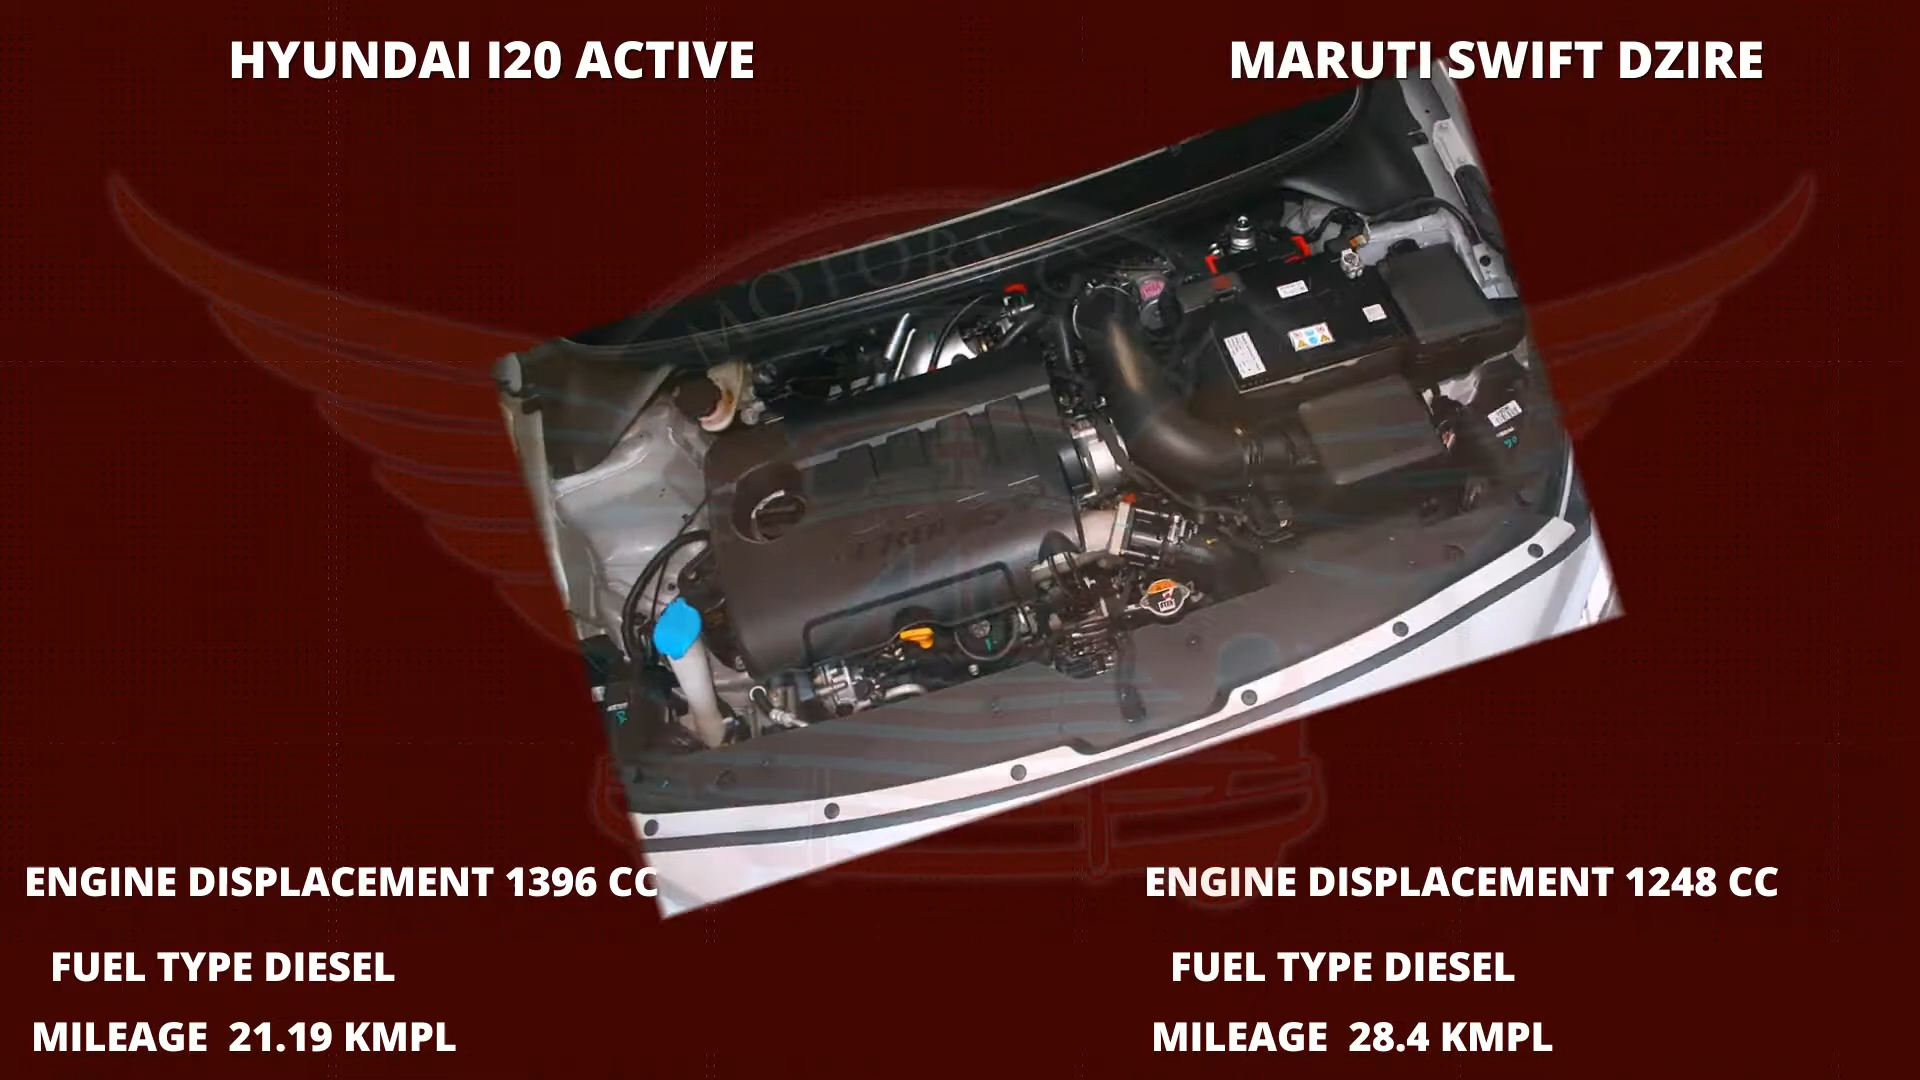 HYUNDAI I20 ACTIVE
MARUTI SWIFT DZIRE
MOTORS
ENGINE DISPLACEMENT 1396 CC
FUEL TYPE DIESEL
MILEAGE 21.19 KMPL
ENGINE DISPLACEMENT 1248 CC
FUEL TYPE DIESEL
MILEAGE 28.4 KMPL